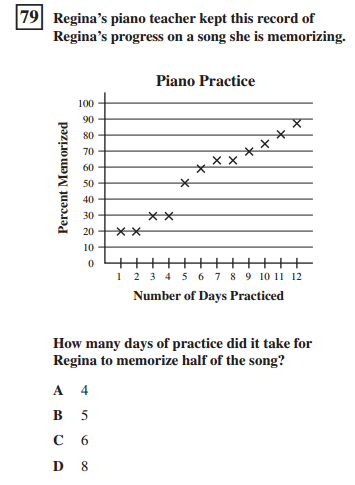 79 Regina's piano teacher kept this record of
Regina's progress on a song she is memorizing.
Piano Practice
Percent Memorized
100
90
80
70
60
50
40
30
20
10
0
1 2 3 4 5 6 7 8 9 10 11 12
Number of Days Practiced
How many days of practice did it take for
Regina to memorize half of the song?
A 4
B 5
C 6
D 8